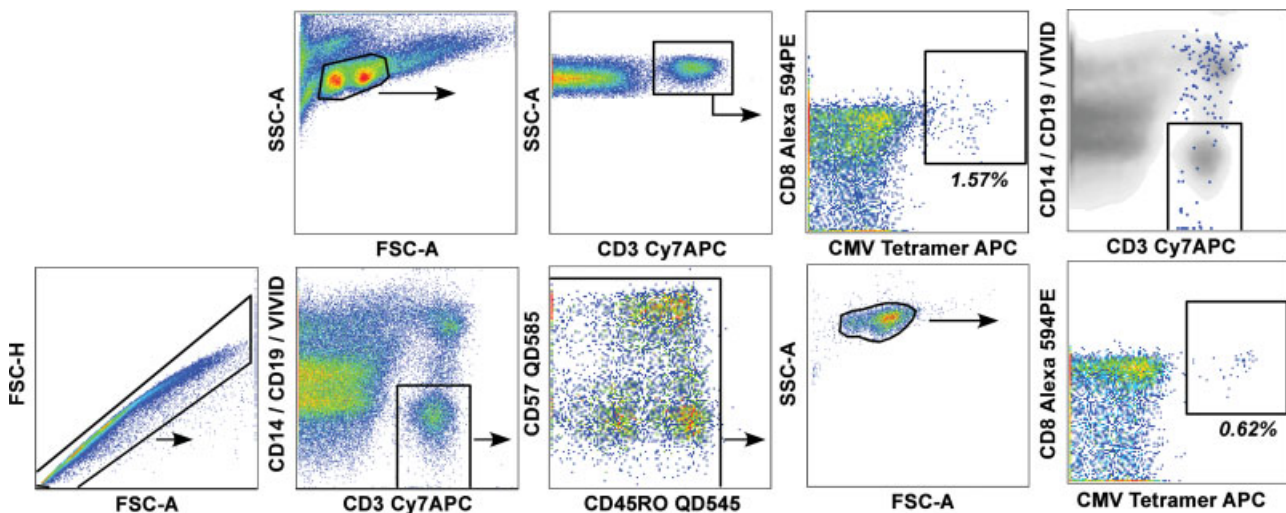 SSC-A
FSC-A
SSC-A
CD3 Cy7APC
CD8 Alexa 594PE
1.57%
CMV Tetramer APC
CD14 / CD19 / VIVID
CD3 Cy7APC
FSC-H
FSC-A
CD14 / CD19 / VIVID
CD3 Cy7APC
CD57 QD585
CD45RO QD545
SSC-A
FSC-A
CD8 Alexa 594PE
0.62%
CMV Tetramer APC